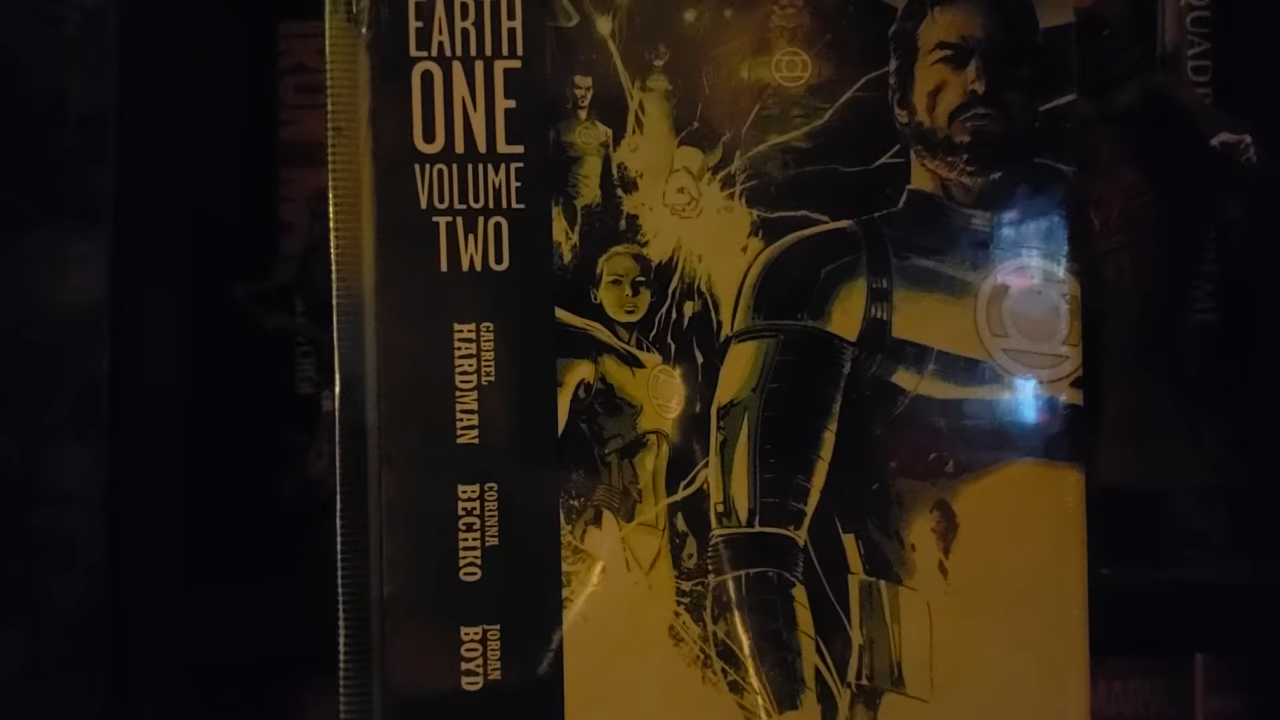 EARTH
ONE
VOLUME
TWO
GABRIEL
HARDMAN
CORINNA
BECHKO
JORDAN
BOYD